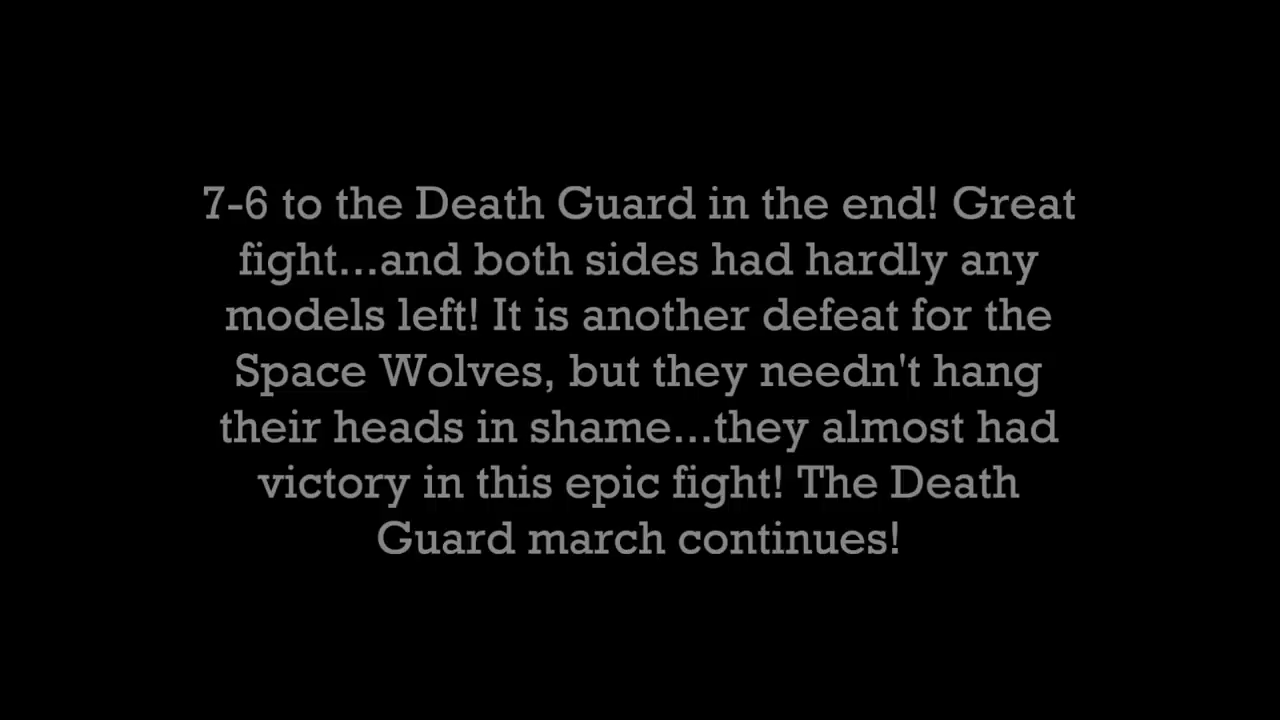 7-6 to the Death Guard in the end! Great
fight...and both sides had hardly any
models left! It is another defeat for the
Space Wolves, but they needn't hang
their heads in shame...they almost had
victory in this epic fight! The Death
Guard march continues!